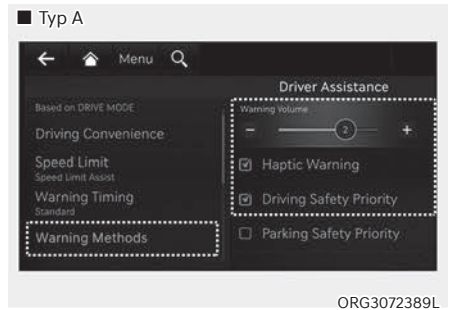 Typ A
Menu
Driver Assistance
Based on DRIVE MODE
Driving Convenience
Speed Limit
Speed Limit Assist
Warning Timing
Standard
Warning Methods
Warning Volume
- 2 +
Haptic Warning
Driving Safety Priority
Parking Safety Priority
ORG3072389L